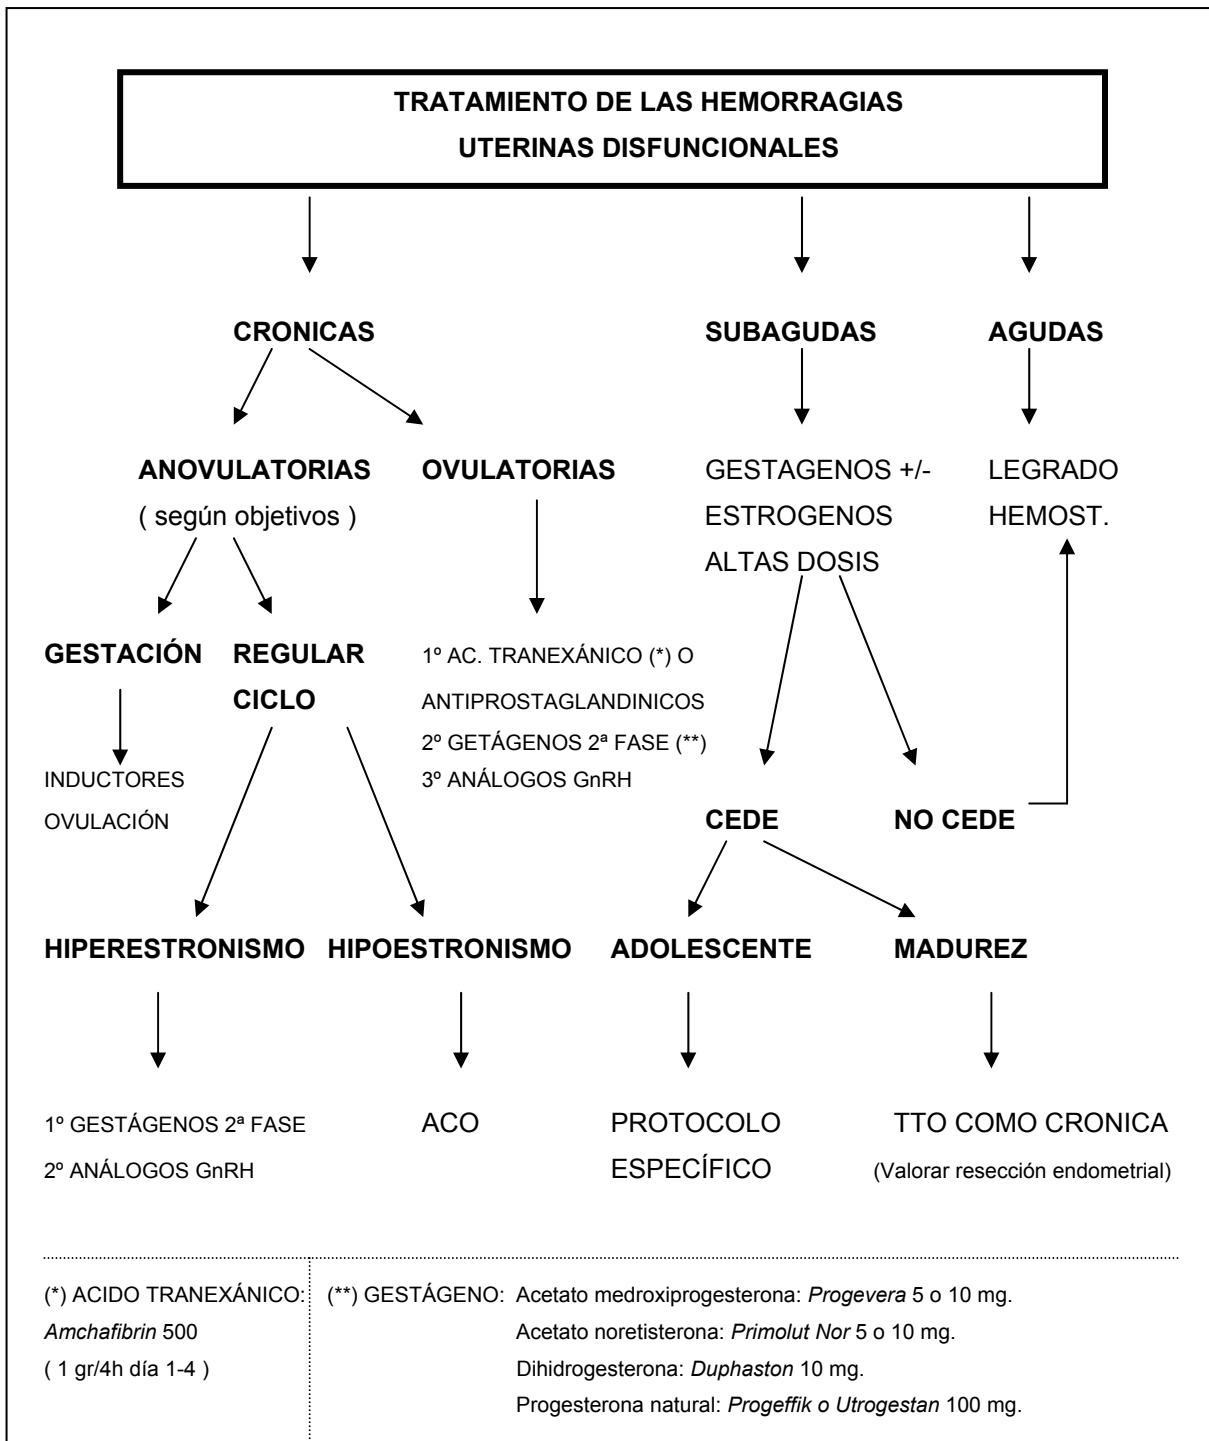 TRATAMIENTO DE LAS HEMORRAGIAS
UTERINAS DISFUNCIONALES
CRONICAS
SUBAGUDAS
AGUDAS
ANOVULATORIAS
( según objetivos )
OVULATORIAS
GESTAGENOS +/-
ESTROGENOS
ALTAS DOSIS
LEGRADO
HEMOST.
GESTACIÓN
REGULAR
CICLO
1º AC. TRANEXÁNICO (*) O
ANTIPROSTAGLANDINICOS
2º GETÁGENOS 2ª FASE (**)
3º ANÁLOGOS GnRH
INDUCTORES
OVULACIÓN
CEDE
NO CEDE
HIPERESTRONISMO
HIPOESTRONISMO
ADOLESCENTE
MADUREZ
1º GESTÁGENOS 2ª FASE
2º ANÁLOGOS GnRH
ACO
PROTOCOLO
ESPECÍFICO
TTO COMO CRONICA
(Valorar resección endometrial)
(*) ACIDO TRANEXÁNICO:
Amchafibrin 500
( 1 gr/4h día 1-4 )
(**) GESTÁGENO: Acetato medroxiprogesterona: Progevera 5 o 10 mg.
Acetato noretisterona: Primolut Nor 5 o 10 mg.
Dihidrogesterona: Duphaston 10 mg.
Progesterona natural: Progeffik o Utrogestan 100 mg.